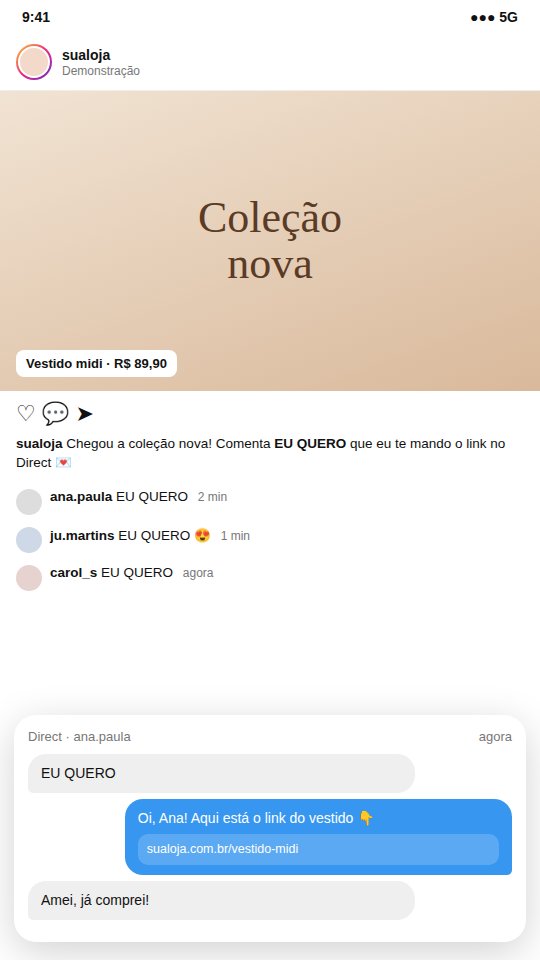 9:41 ●●● 5G
sualoja
Demonstração
Coleção
nova
Vestido midi · R$ 89,90
sualoja Chegou a coleção nova! Comenta EU QUERO que eu te mando o link no
Direct 💌
ana.paula EU QUERO 2 min
ju.martins EU QUERO 😍 1 min
carol_s EU QUERO agora
Direct · ana.paula agora
EU QUERO
Oi, Ana! Aqui está o link do vestido 👇
sualoja.com.br/vestido-midi
Amei, já comprei!